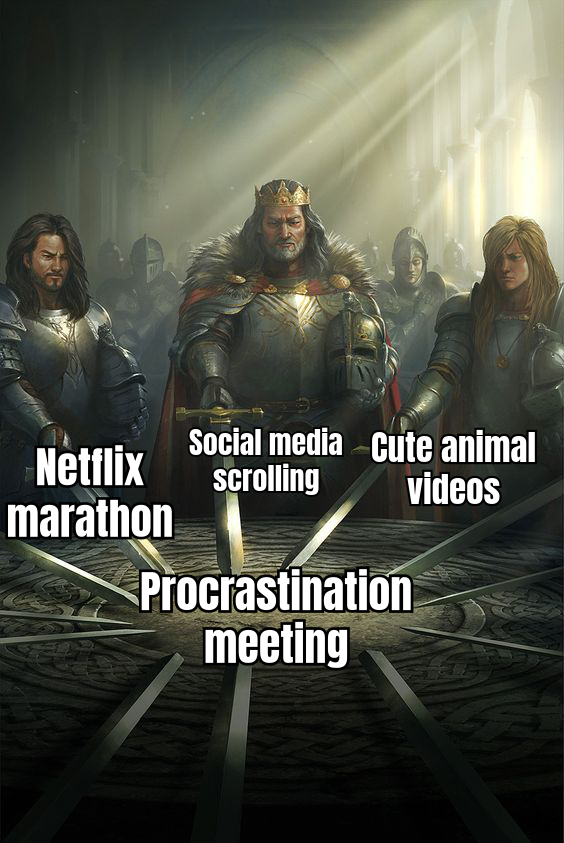 Netflix
marathon
Social media
scrolling
Cute animal
videos
Procrastination
meeting